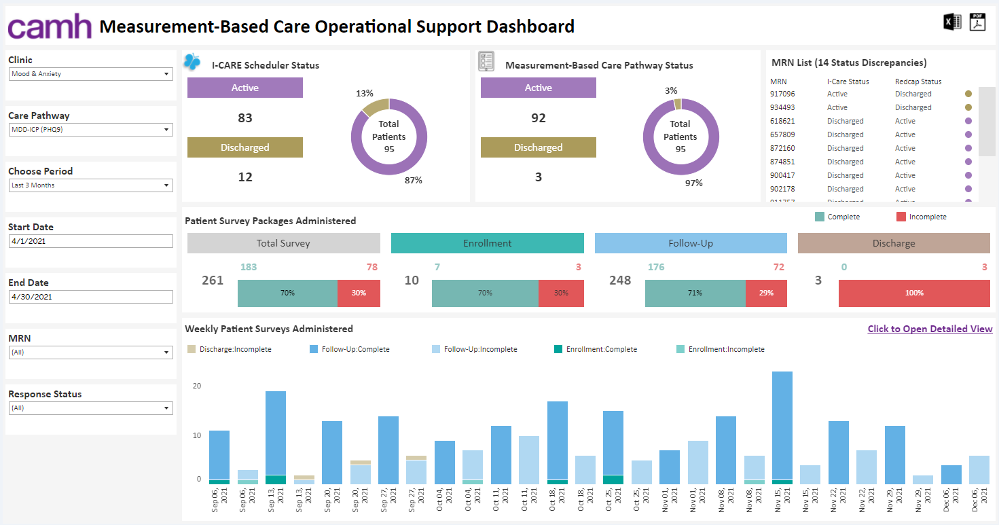 camh Measurement-Based Care Operational Support Dashboard
PDF
Clinic
Mood & Anxiety
Care Pathway
MDD-ICP (PHQ9)
Choose Period
Last 3 Months
Start Date
4/1/2021
End Date
4/30/2021
MRN
(All)
Response Status
(All)
I-CARE Scheduler Status
Active
83
Discharged
12
13%
Total
Patients
95
87%
Measurement-Based Care Pathway Status
Active
92
Discharged
3
3%
Total
Patients
95
97%
MRN List (14 Status Discrepancies)
MRN I-Care Status Redcap Status
917096 Active Discharged
934493 Active Discharged
618621 Discharged Active
657809 Discharged Active
872160 Discharged Active
874851 Discharged Active
900417 Discharged Active
902178 Discharged Active
911757 Discharged Active
Patient Survey Packages Administered
Complete Incomplete
Total Survey
183 78
261
70% 30%
Enrollment
7 3
10
70% 30%
Follow-Up
176 72
248
71% 29%
Discharge
0 3
3
100%
Weekly Patient Surveys Administered
Click to Open Detailed View
Discharge:Incomplete Follow-Up:Complete Follow-Up:Incomplete Enrollment:Complete Enrollment:Incomplete
20
10
0
Sep 06, 2021
Sep 06, 2021
Sep 13, 2021
Sep 13, 2021
Sep 20, 2021
Sep 20, 2021
Sep 27, 2021
Sep 27, 2021
Oct 04, 2021
Oct 04, 2021
Oct 11, 2021
Oct 11, 2021
Oct 18, 2021
Oct 18, 2021
Oct 25, 2021
Oct 25, 2021
Nov 01, 2021
Nov 01, 2021
Nov 08, 2021
Nov 08, 2021
Nov 15, 2021
Nov 15, 2021
Nov 22, 2021
Nov 22, 2021
Nov 29, 2021
Nov 29, 2021
Dec 06, 2021
Dec 06, 2021